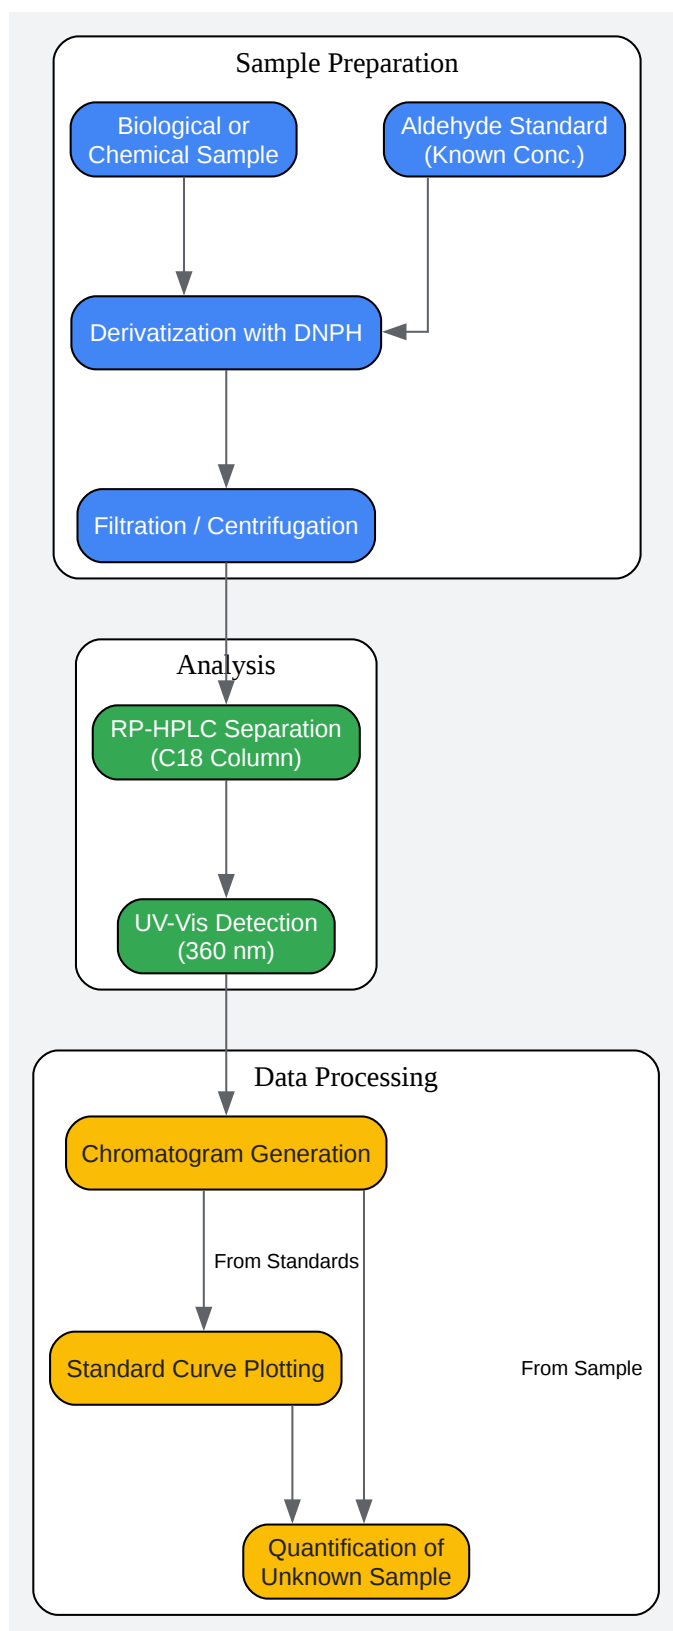 Sample Preparation
Biological or
Chemical Sample
Aldehyde Standard
(Known Conc.)
Derivatization with DNPH
Filtration / Centrifugation
Analysis
RP-HPLC Separation
(C18 Column)
UV-Vis Detection
(360 nm)
Data Processing
Chromatogram Generation
From Standards
Standard Curve Plotting
From Sample
Quantification of
Unknown Sample